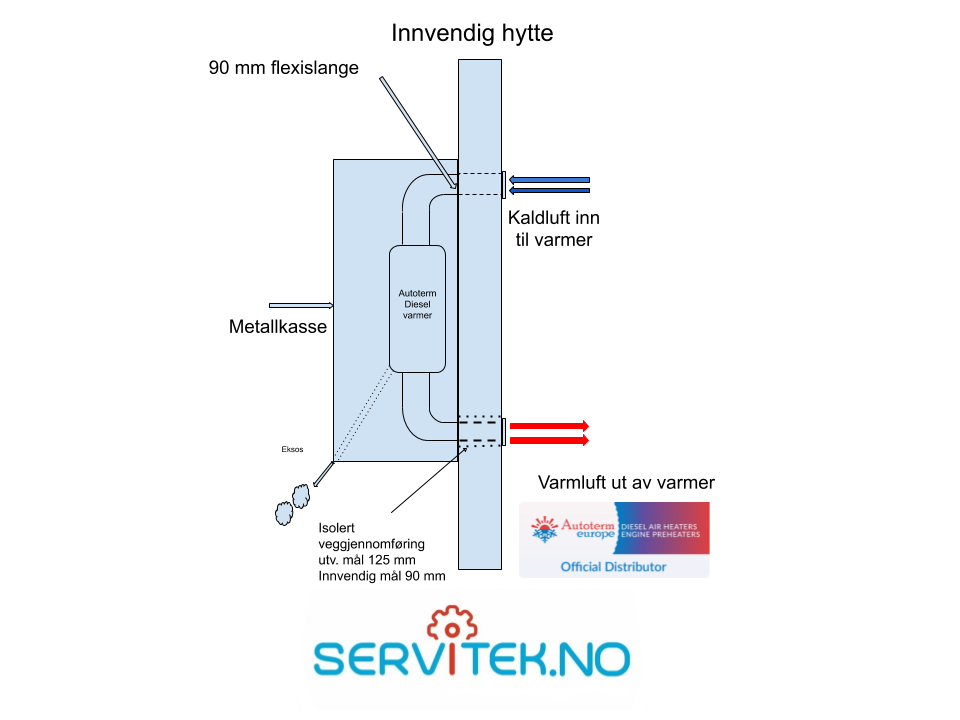 Innvendig hytte
90 mm flexislange
Kaldluft inn
til varmer
Autoterm
Diesel
varmer
Metallkasse
Eksos
Varmluft ut av varmer
Isolert
veggjennomføring
utv. mål 125 mm
Innvendig mål 90 mm
Autoterm
europe
DIESEL AIR HEATERS
ENGINE PREHEATERS
Official Distributor
SERVITEK.NO